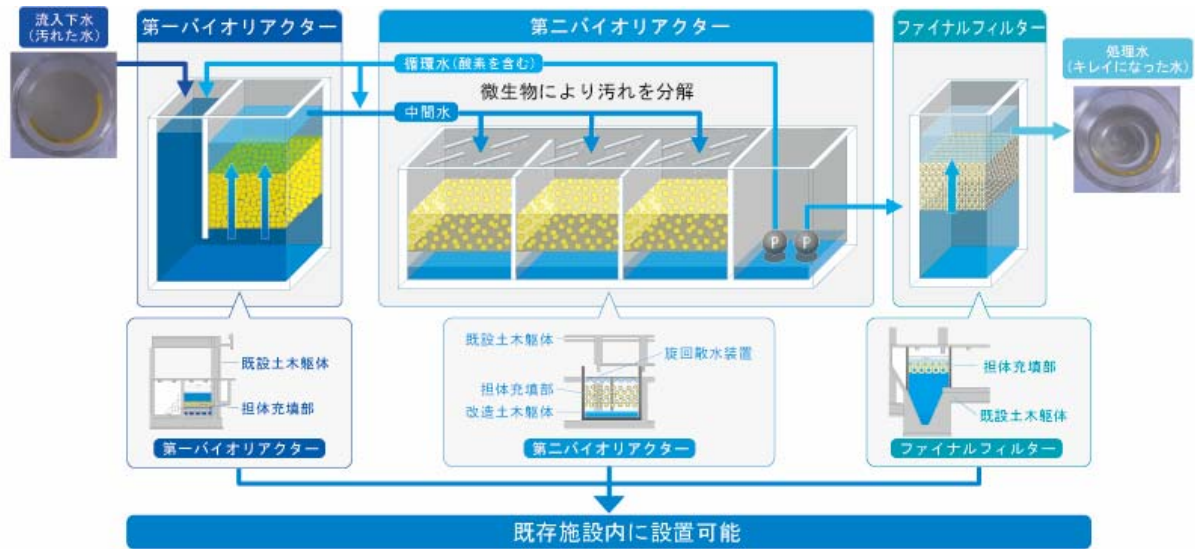 流入下水
(汚れた水)
第一バイオリアクター
第二バイオリアクター
ファイナルフィルター
処理水
(キレイになった水)
循環水(酸素を含む)
微生物により汚れを分解
中間水
P
P
既設土木躯体
担体充填部
第一バイオリアクター
既設土木躯体
旋回散水装置
担体充填部
改造土木躯体
第二バイオリアクター
担体充填部
既設土木躯体
ファイナルフィルター
既存施設内に設置可能